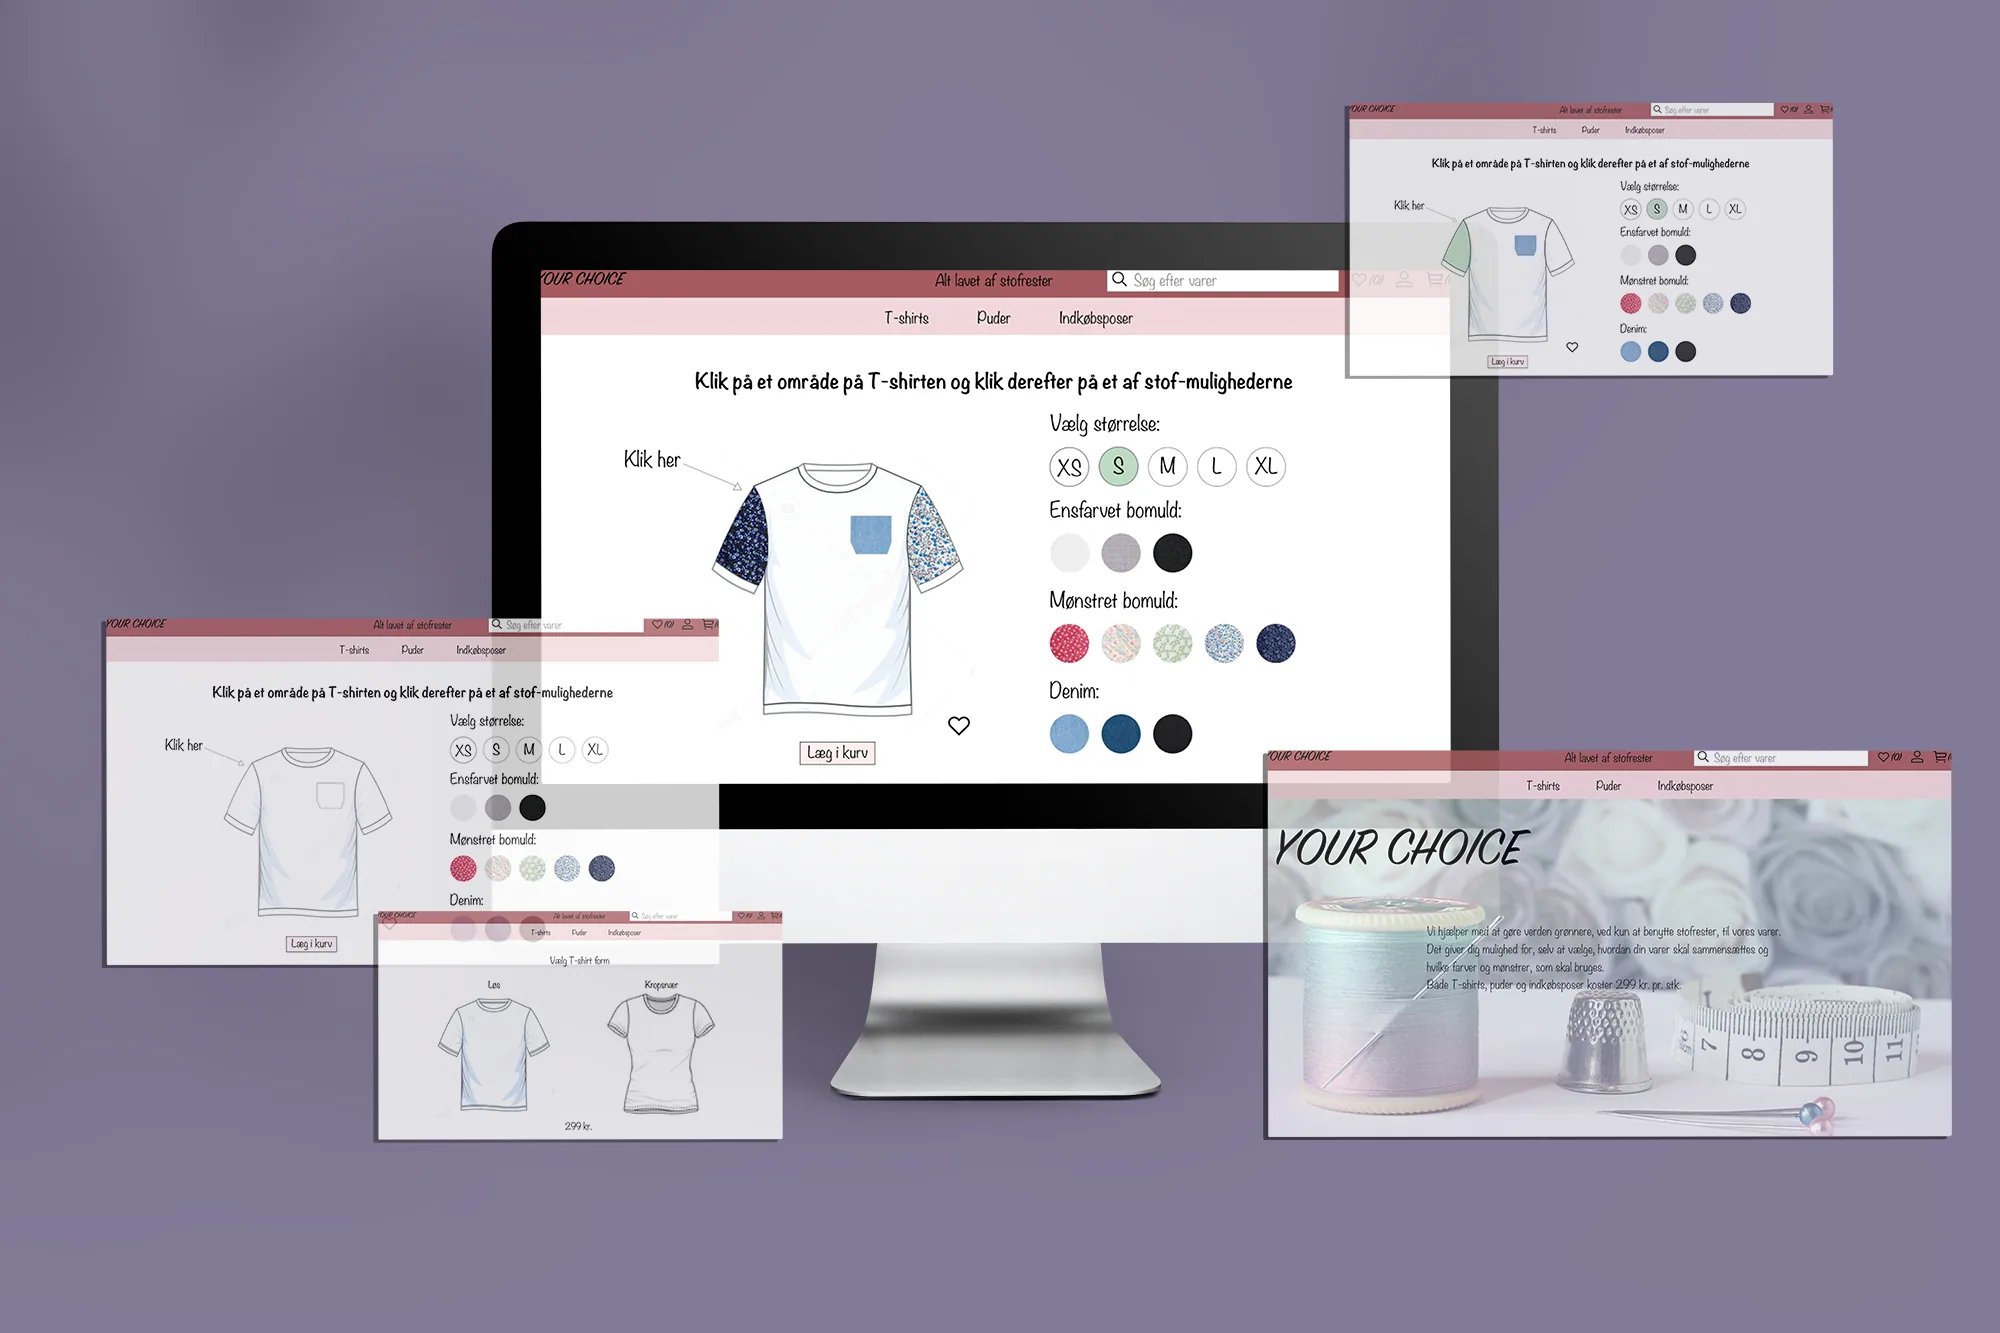 YOUR CHOICE
Alt lavet af stofrester
Søg efter varer
(0)
T-shirts Puder Indkøbsposer
Klik på et område på T-shirten og klik derefter på et af stof-mulighederne
Klik her
Vælg størrelse:
XS S M L XL
Ensfarvet bomuld:
Mønstret bomuld:
Denim:
Læg i kurv
YOUR CHOICE
Alt lavet af stofrester
Søg efter varer
(0)
T-shirts Puder Indkøbsposer
Klik på et område på T-shirten og klik derefter på et af stof-mulighederne
Klik her
Vælg størrelse:
XS S M L XL
Ensfarvet bomuld:
Mønstret bomuld:
Denim:
Læg i kurv
YOUR CHOICE
Alt lavet af stofrester
Søg efter varer
(0)
T-shirts Puder Indkøbsposer
Klik på et område på T-shirten og klik derefter på et af stof-mulighederne
Klik her
Vælg størrelse:
XS S M L XL
Ensfarvet bomuld:
Mønstret bomuld:
Denim:
Læg i kurv
YOUR CHOICE
Alt lavet af stofrester
Søg efter varer
(0)
T-shirts Puder Indkøbsposer
Vælg T-shirt form
Løs Kropsnær
299 kr.
YOUR CHOICE
Alt lavet af stofrester
Søg efter varer
(0)
T-shirts Puder Indkøbsposer
YOUR CHOICE
Vi hjælper med at gøre verden grønnere, ved kun at benytte stofrester, til vores varer.
Det giver dig mulighed for, selv at vælge, hvordan din varer skal sammensættes og
hvilke farver og mønstrer, som skal bruges.
Både T-shirts, puder og indkøbsposer koster 299 kr. pr. stk.
7 8 9 10 11